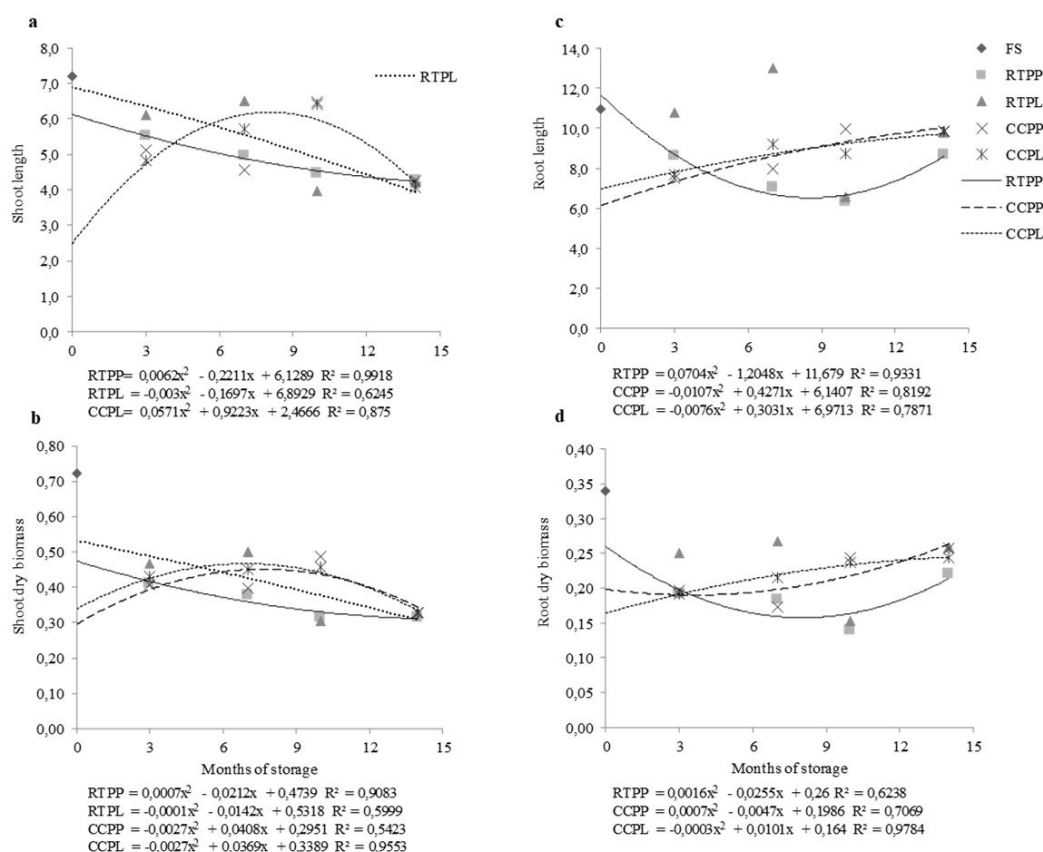 a
8,0
7,0
6,0
5,0
4,0
3,0
2,0
1,0
0,0
Shoot length
0 3 6 9 12 15
RTPL
RTPP= 0,0062x² - 0,2211x + 6,1289 R² = 0,9918
RTPL = -0,003x² - 0,1697x + 6,8929 R² = 0,6245
CCPL= 0,0571x² + 0,9223x + 2,4666 R² = 0,875
c
14,0
12,0
10,0
8,0
6,0
4,0
2,0
0,0
Root length
0 3 6 9 12 15
FS
RTPP
RTPL
CCPP
CCPL
RTPP
CCPP
CCPL
RTPP = 0,0704x² - 1,2048x + 11,679 R² = 0,9331
CCPP = -0,0107x² + 0,4271x + 6,1407 R² = 0,8192
CCPL = -0,0076x² + 0,3031x + 6,9713 R² = 0,7871
b
0,80
0,70
0,60
0,50
0,40
0,30
0,20
0,10
0,00
Shoot dry biomass
0 3 6 9 12 15
Months of storage
RTPP = 0,0007x² - 0,0212x + 0,4739 R² = 0,9083
RTPL = -0,0001x² - 0,0142x + 0,5318 R² = 0,5999
CCPP = -0,0027x² + 0,0408x + 0,2951 R² = 0,5423
CCPL = -0,0027x² + 0,0369x + 0,3389 R² = 0,9553
d
0,40
0,35
0,30
0,25
0,20
0,15
0,10
0,05
0,00
Root dry biomass
0 3 6 9 12 15
Months of storage
RTPP = 0,0016x² - 0,0255x + 0,26 R² = 0,6238
CCPP = 0,0007x² - 0,0047x + 0,1986 R² = 0,7069
CCPL = -0,0003x² + 0,0101x + 0,164 R² = 0,9784